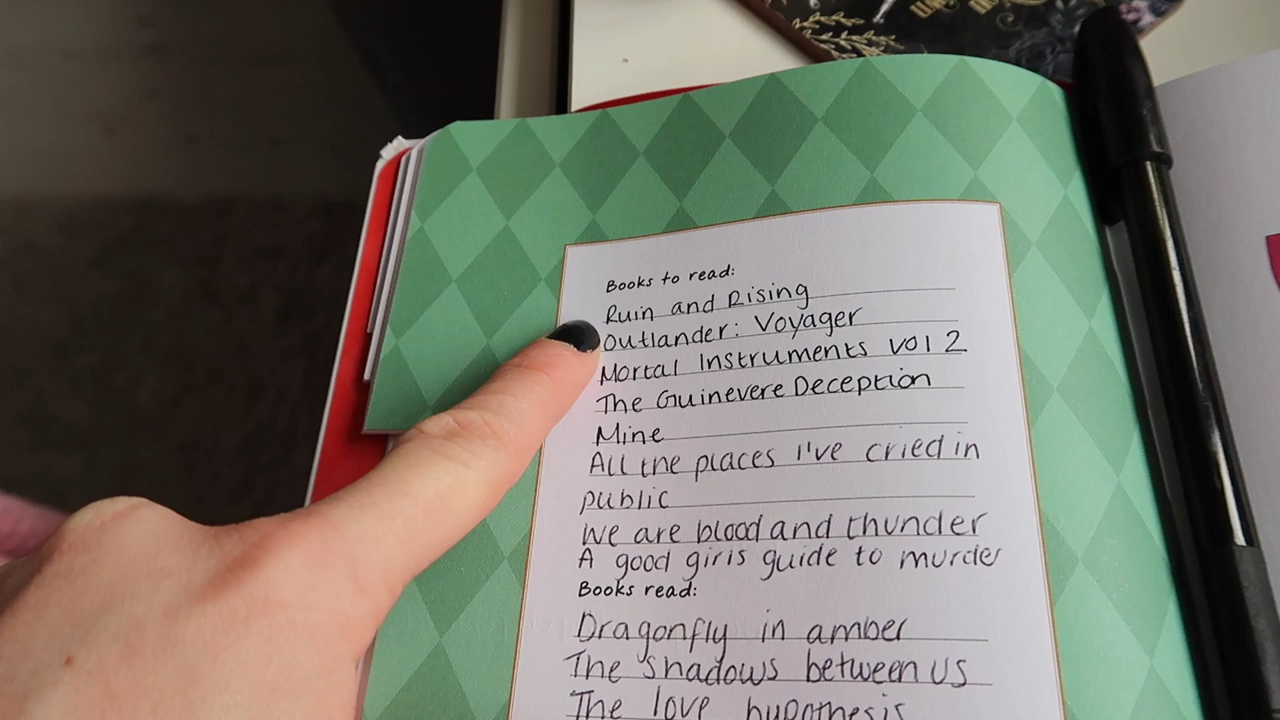 Books to read:
Ruin and Rising
Outlander: Voyager
Mortal Instruments vol 2
The Guinevere Deception
Mine
All the places I've cried in
public
We are blood and thunder
A good girls guide to murder
Books read:
Dragonfly in amber
The shadows between us
The love hypothesis